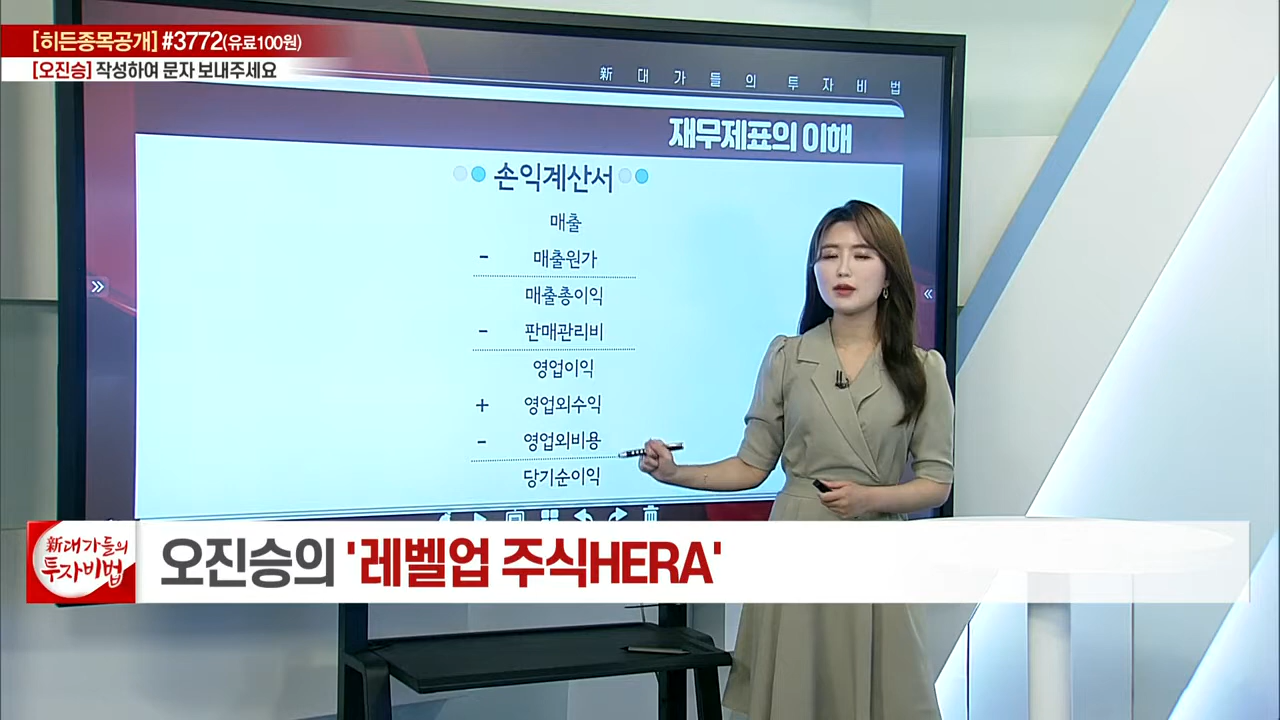 [히든종목공개] #3772(유료100원)
[오진승] 작성하여 문자 보내주세요
新 대가들의 투자비법
재무제표의 이해
손익계산서
매출
- 매출원가
매출총이익
- 판매관리비
영업이익
+ 영업외수익
- 영업외비용
당기순이익
新대가들의
투자비법
오진승의 '레벨업 주식HERA'